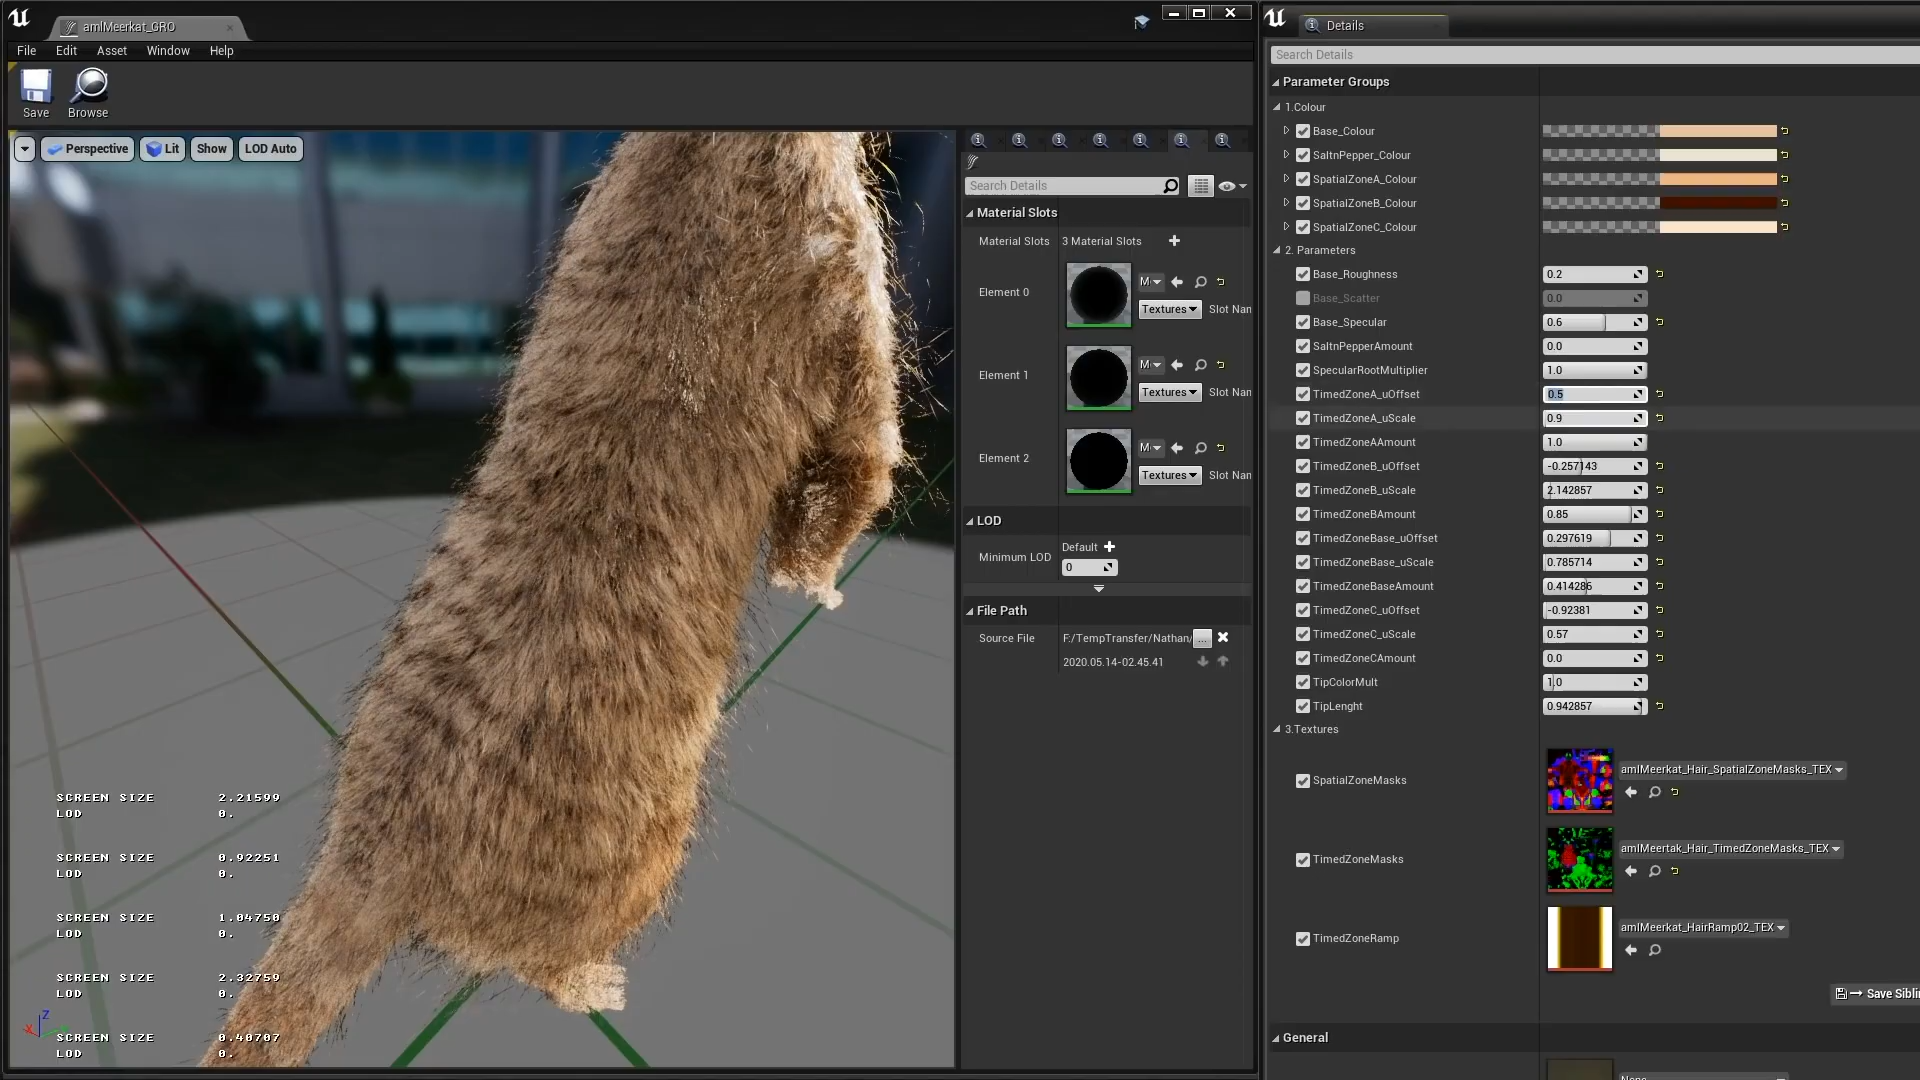 amlMeerkat_GRO
File Edit Asset Window Help
Save Browse
Perspective Lit Show LOD Auto
SCREEN SIZE 2.21599
LOD 0.
SCREEN SIZE 0.92251
LOD 0.
SCREEN SIZE 1.04750
LOD 0.
SCREEN SIZE 2.32759
LOD 0.
SCREEN SIZE 0.40707
LOD 0.
X Z
Search Details
Material Slots
Material Slots 3 Material Slots
Element 0 M Textures Slot Nan
Element 1 M Textures Slot Nan
Element 2 M Textures Slot Nan
LOD
Minimum LOD Default
0
File Path
Source File F:/TempTransfer/Nathan/ ...
2020.05.14-02.45.41
Details
Search Details
Parameter Groups
1.Colour
Base_Colour
SaltnPepper_Colour
SpatialZoneA_Colour
SpatialZoneB_Colour
SpatialZoneC_Colour
2. Parameters
Base_Roughness 0.2
Base_Scatter 0.0
Base_Specular 0.6
SaltnPepperAmount 0.0
SpecularRootMultiplier 1.0
TimedZoneA_uOffset 0.5
TimedZoneA_uScale 0.9
TimedZoneAAmount 1.0
TimedZoneB_uOffset -0.257143
TimedZoneB_uScale 2.142857
TimedZoneBAmount 0.85
TimedZoneBase_uOffset 0.297619
TimedZoneBase_uScale 0.785714
TimedZoneBaseAmount 0.414286
TimedZoneC_uOffset -0.92381
TimedZoneC_uScale 0.57
TimedZoneCAmount 0.0
TipColorMult 1.0
TipLenght 0.942857
3.Textures
SpatialZoneMasks amlMeerkat_Hair_SpatialZoneMasks_TEX
TimedZoneMasks amlMeertak_Hair_TimedZoneMasks_TEX
TimedZoneRamp amlMeerkat_HairRamp02_TEX
Save Siblin
General